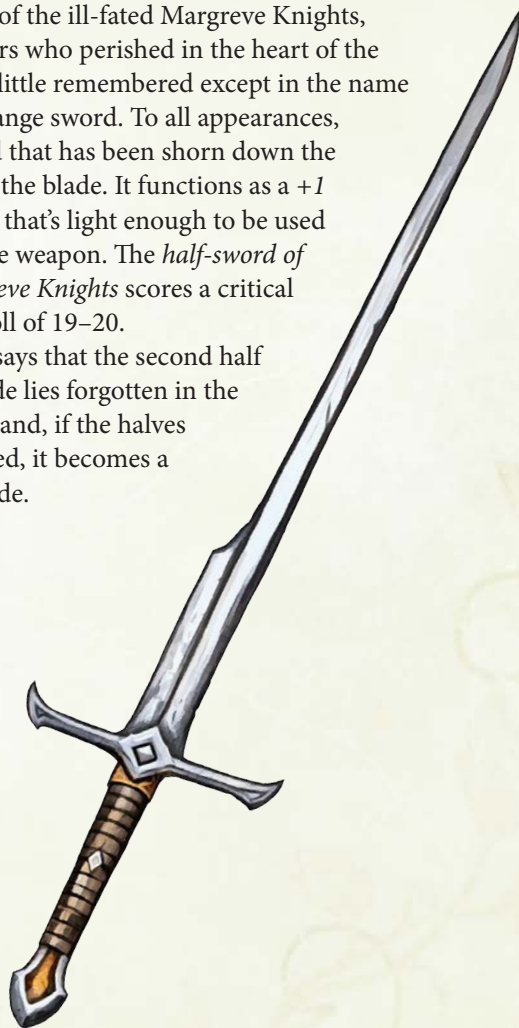 of the ill-fated Margreve Knights,
rs who perished in the heart of the
little remembered except in the name
ange sword. To all appearances,
d that has been shorn down the
the blade. It functions as a +1
that’s light enough to be used
e weapon. The half-sword of
eve Knights scores a critical
ll of 19–20.
says that the second half
de lies forgotten in the
and, if the halves
ed, it becomes a
de.